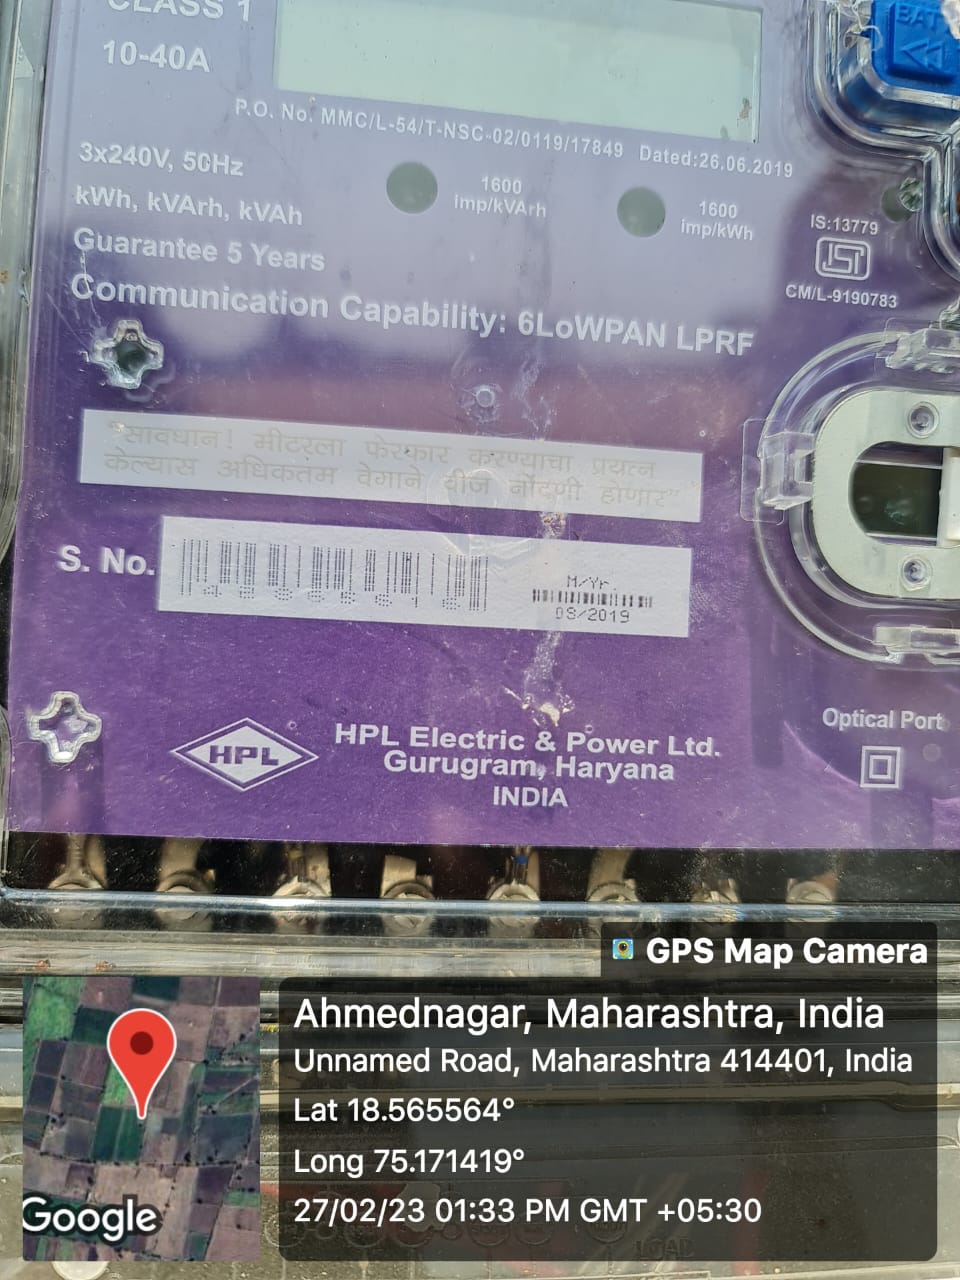 CLASS 1
10-40A
BATT
P.O. No. MMC/L-54/T-NSC-02/0119/17849 Dated:26.06.2019
3x240V, 50Hz
kWh, kVArh, kVAh
Guarantee 5 Years
Communication Capability: 6LoWPAN LPRF
1600
imp/kVArh
1600
imp/kWh
IS:13779
ISI
CM/L-9190783
"सावधान! मीटरला फेरफार करण्याचा प्रयत्न
केल्यास अधिकतम वेगाने वीज नोंदणी होणार"
S. No.
M/Yr.
/2019
HPL
HPL Electric & Power Ltd.
Gurugram, Haryana
INDIA
Optical Port
GPS Map Camera
Ahmednagar, Maharashtra, India
Unnamed Road, Maharashtra 414401, India
Lat 18.565564°
Long 75.171419°
27/02/23 01:33 PM GMT +05:30
Google
LOAD